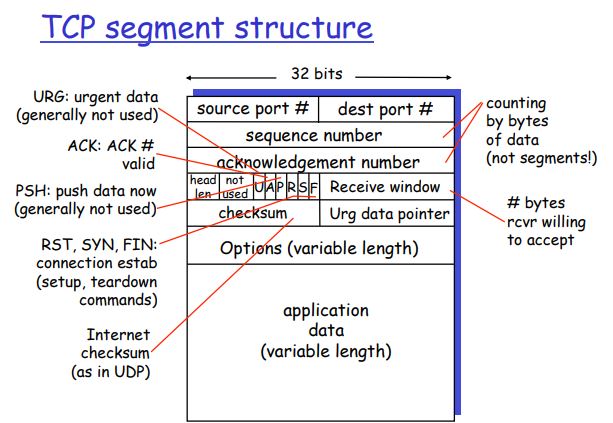 TCP segment structure
32 bits
URG: urgent data
(generally not used)
ACK: ACK #
valid
PSH: push data now
(generally not used)
RST, SYN, FIN:
connection estab
(setup, teardown
commands)
Internet
checksum
(as in UDP)
source port #
dest port #
sequence number
acknowledgement number
head
len
not
used
U A P R S F
Receive window
checksum
Urg data pointer
Options (variable length)
application
data
(variable length)
counting
by bytes
of data
(not segments!)
# bytes
rcvr willing
to accept